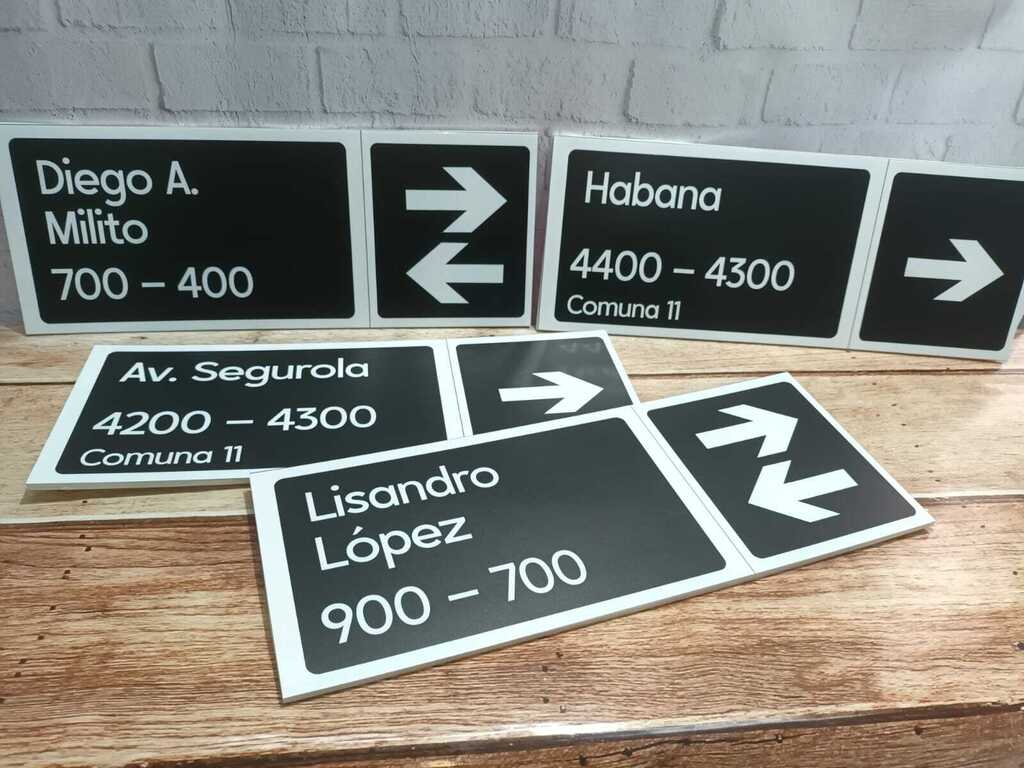 Diego A.
Milito
700 – 400
Habana
4400 – 4300
Comuna 11
Av. Segurola
4200 – 4300
Comuna 11
Lisandro
López
900 – 700